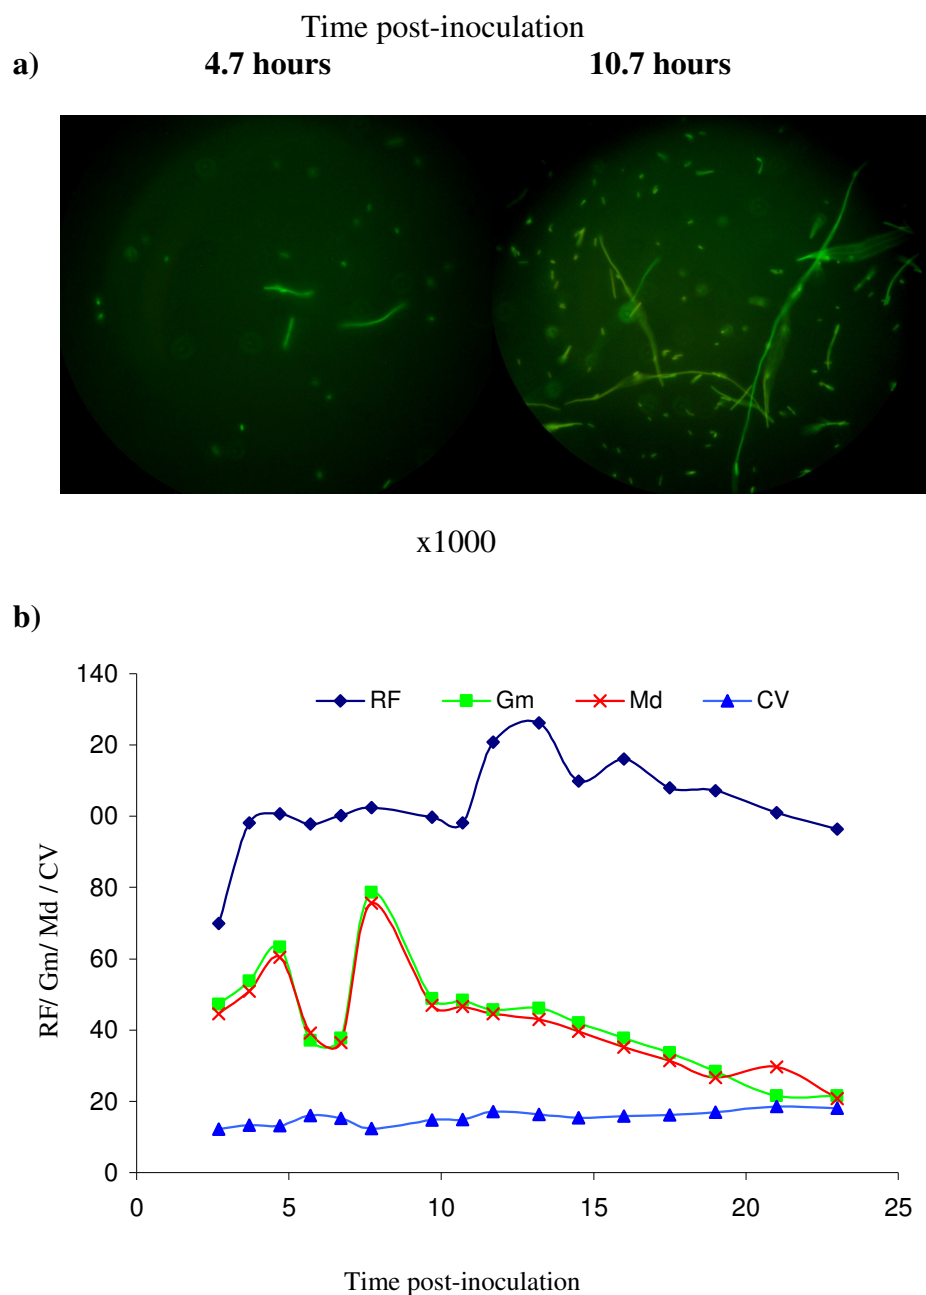 Time post-inoculation
a) 4.7 hours 10.7 hours
x1000
b)
140
RF Gm Md CV
20
00
80
60
40
20
0
RF/ Gm/ Md / CV
0 5 10 15 20 25
Time post-inoculation